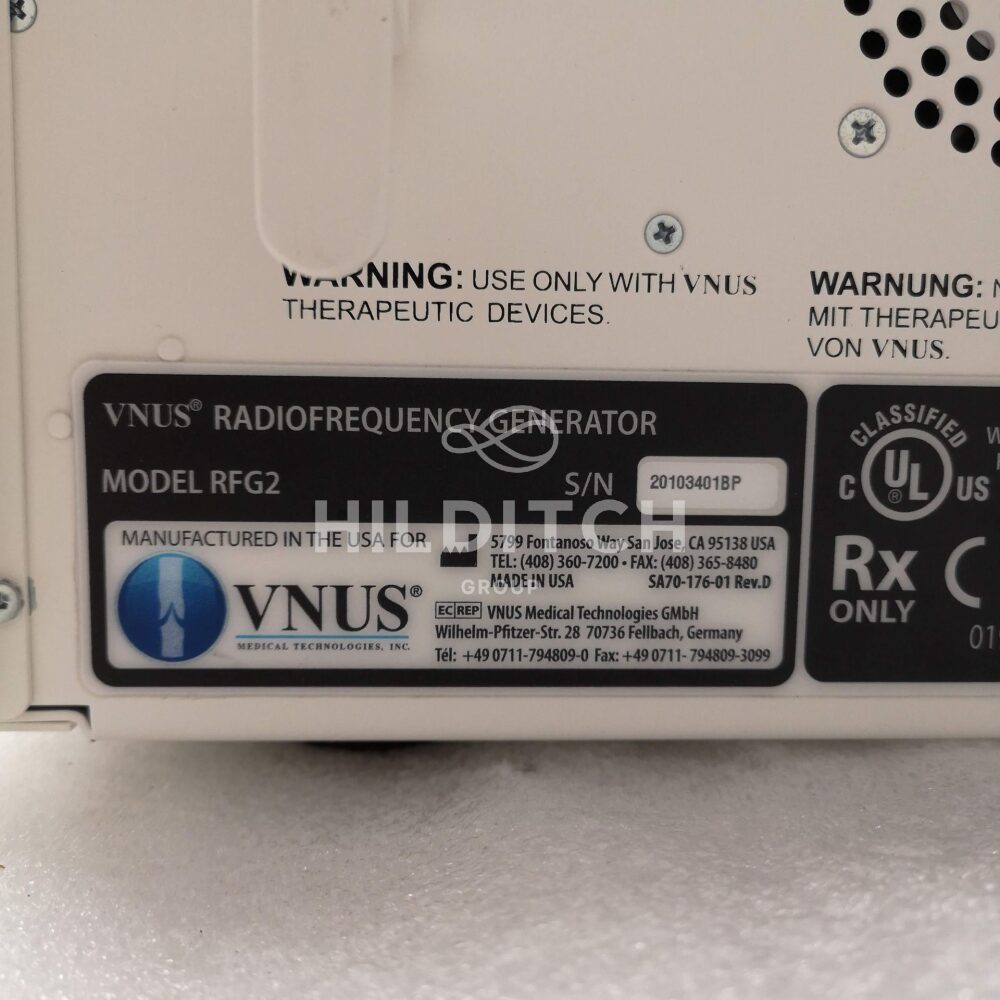 WARNING: USE ONLY WITH VNUS
THERAPEUTIC DEVICES.
WARNUNG:
MIT THERAPEU
VON VNUS.
VNUS® RADIOFREQUENCY GENERATOR
MODEL RFG2
S/N 20103401BP
MANUFACTURED IN THE USA FOR
VNUS®
MEDICAL TECHNOLOGIES, INC.
5799 Fontanoso Way San Jose, CA 95138 USA
TEL: (408) 360-7200 • FAX: (408) 365-8480
MADE IN USA SA70-176-01 Rev.D
EC REP VNUS Medical Technologies GmbH
Wilhelm-Pfitzer-Str. 28 70736 Fellbach, Germany
Tél: +49 0711-794809-0 Fax: +49 0711- 794809-3099
CLASSIFIED
C UL® US
Rx
ONLY
01
HILDITCH
GROUP